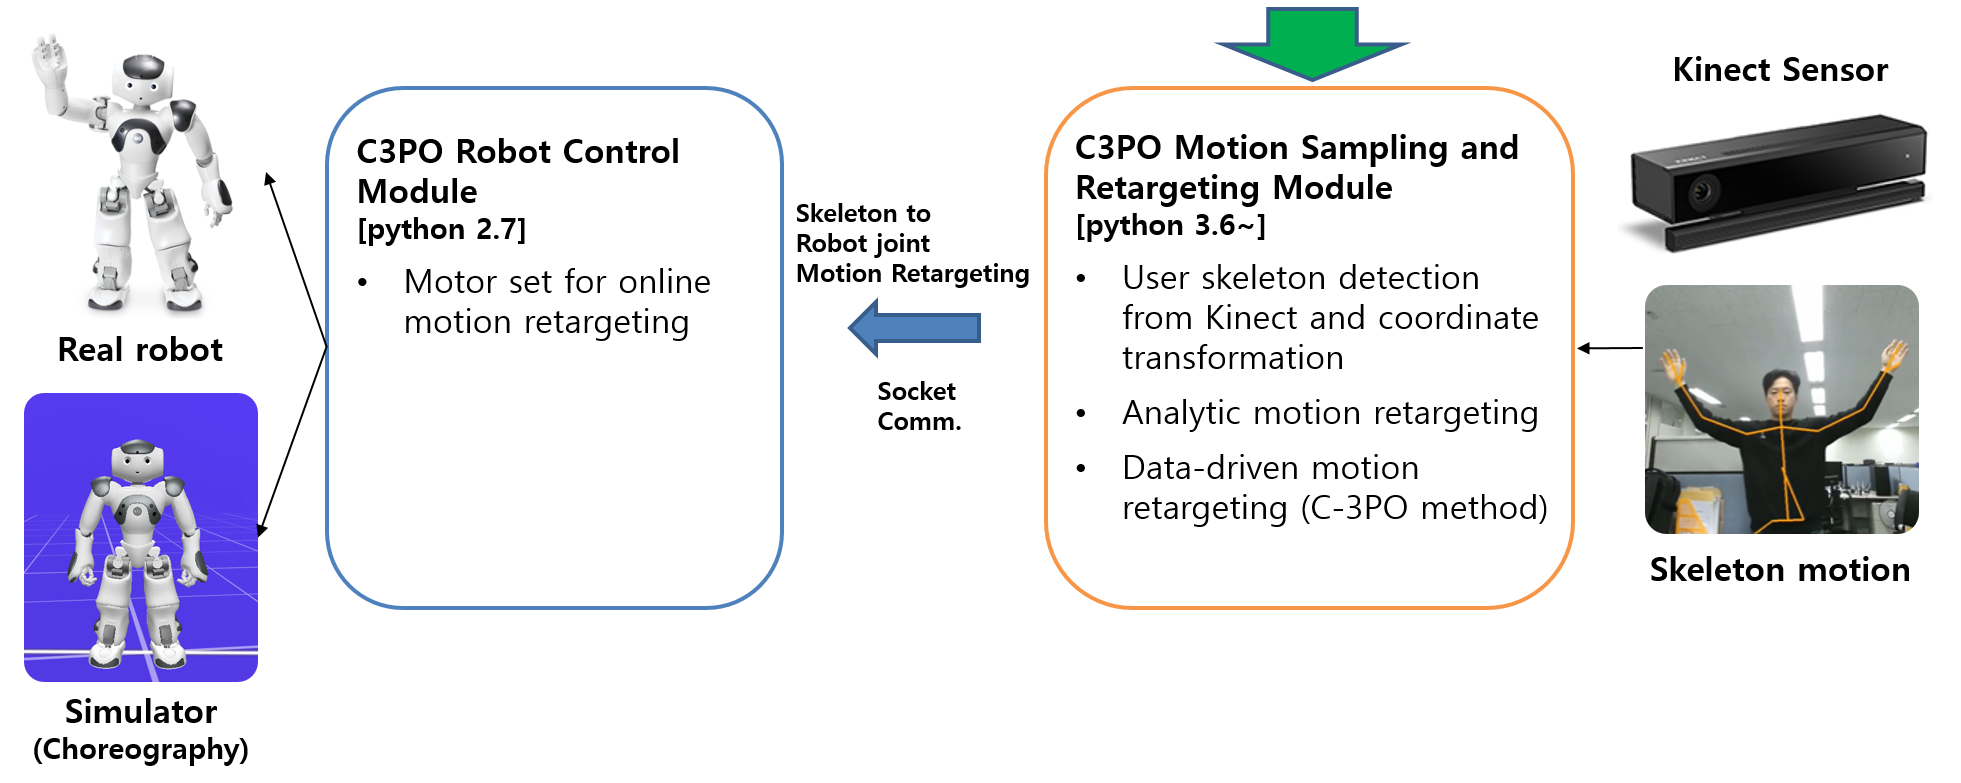 Kinect Sensor
C3PO Robot Control
Module
[python 2.7]
• Motor set for online
motion retargeting
Skeleton to
Robot joint
Motion Retargeting
Socket
Comm.
C3PO Motion Sampling and
Retargeting Module
[python 3.6~]
• User skeleton detection
from Kinect and coordinate
transformation
• Analytic motion retargeting
• Data-driven motion
retargeting (C-3PO method)
Real robot
Skeleton motion
Simulator
(Choreography)